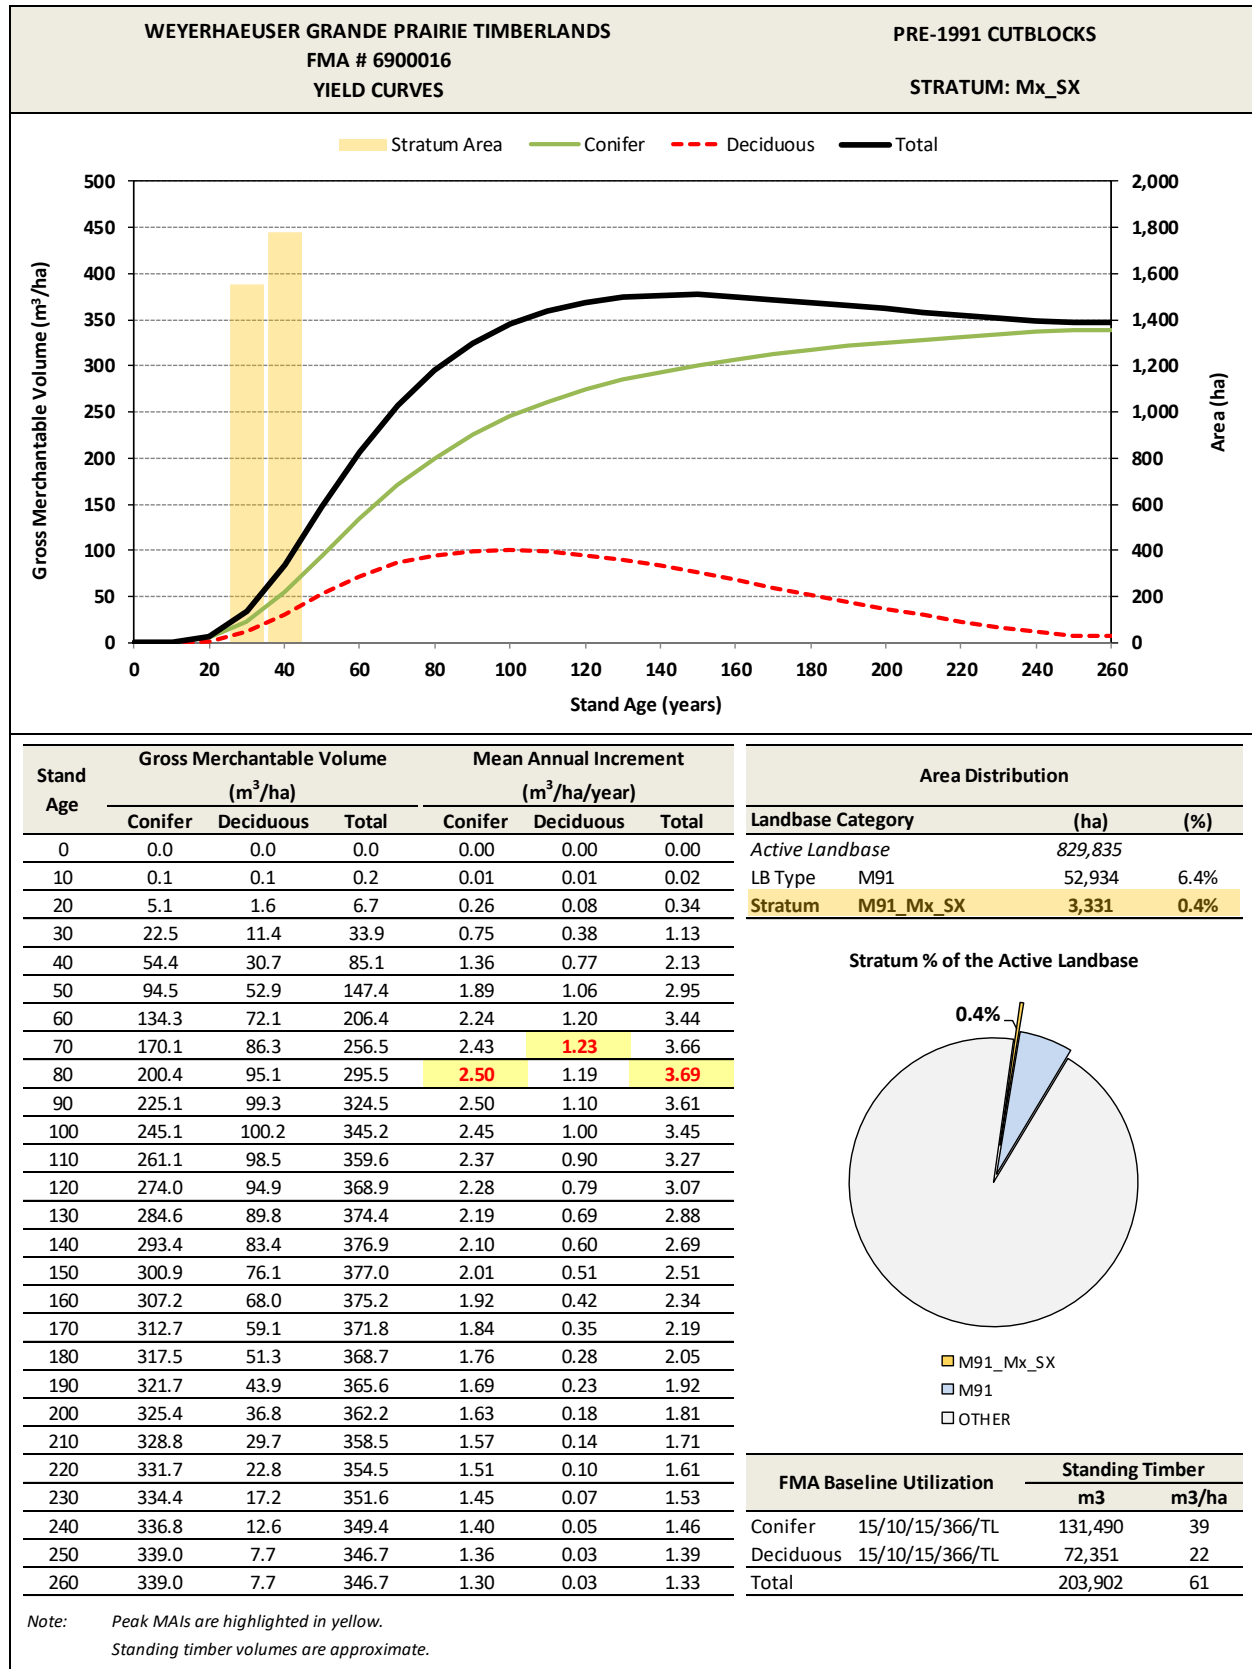 WEYERHAEUSER GRANDE PRAIRIE TIMBERLANDS
FMA # 6900016
YIELD CURVES
PRE-1991 CUTBLOCKS
STRATUM: Mx_SX
Stratum Area Conifer Deciduous Total
500
450
400
350
300
250
200
150
100
50
0
Gross Merchantable Volume (m³/ha)
2,000
1,800
1,600
1,400
1,200
1,000
800
600
400
200
0
Area (ha)
0 20 40 60 80 100 120 140 160 180 200 220 240 260
Stand Age (years)
Stand Age Gross Merchantable Volume (m³/ha) Mean Annual Increment (m³/ha/year)
Conifer Deciduous Total Conifer Deciduous Total
0 0.0 0.0 0.0 0.00 0.00 0.00
10 0.1 0.1 0.2 0.01 0.01 0.02
20 5.1 1.6 6.7 0.26 0.08 0.34
30 22.5 11.4 33.9 0.75 0.38 1.13
40 54.4 30.7 85.1 1.36 0.77 2.13
50 94.5 52.9 147.4 1.89 1.06 2.95
60 134.3 72.1 206.4 2.24 1.20 3.44
70 170.1 86.3 256.5 2.43 1.23 3.66
80 200.4 95.1 295.5 2.50 1.19 3.69
90 225.1 99.3 324.5 2.50 1.10 3.61
100 245.1 100.2 345.2 2.45 1.00 3.45
110 261.1 98.5 359.6 2.37 0.90 3.27
120 274.0 94.9 368.9 2.28 0.79 3.07
130 284.6 89.8 374.4 2.19 0.69 2.88
140 293.4 83.4 376.9 2.10 0.60 2.69
150 300.9 76.1 377.0 2.01 0.51 2.51
160 307.2 68.0 375.2 1.92 0.42 2.34
170 312.7 59.1 371.8 1.84 0.35 2.19
180 317.5 51.3 368.7 1.76 0.28 2.05
190 321.7 43.9 365.6 1.69 0.23 1.92
200 325.4 36.8 362.2 1.63 0.18 1.81
210 328.8 29.7 358.5 1.57 0.14 1.71
220 331.7 22.8 354.5 1.51 0.10 1.61
230 334.4 17.2 351.6 1.45 0.07 1.53
240 336.8 12.6 349.4 1.40 0.05 1.46
250 339.0 7.7 346.7 1.36 0.03 1.39
260 339.0 7.7 346.7 1.30 0.03 1.33
Area Distribution
Landbase Category (ha) (%)
Active Landbase 829,835
LB Type M91 52,934 6.4%
Stratum M91_Mx_SX 3,331 0.4%
Stratum % of the Active Landbase
0.4%
M91_Mx_SX
M91
OTHER
FMA Baseline Utilization Standing Timber
m3 m3/ha
Conifer 15/10/15/366/TL 131,490 39
Deciduous 15/10/15/366/TL 72,351 22
Total 203,902 61
Note: Peak MAIs are highlighted in yellow.
Standing timber volumes are approximate.